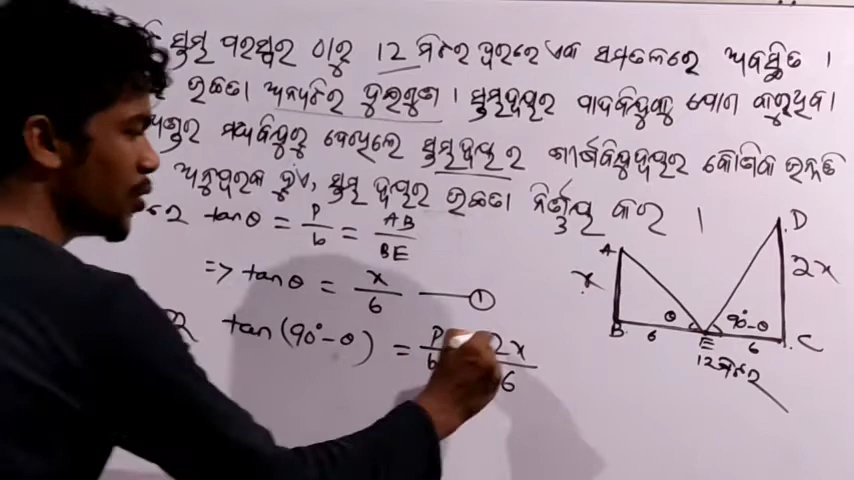 ସ୍ତମ୍ଭ ପରସ୍ପର ଠାରୁ 12 ମିଟର ଦୂରରେ ଏକ ସମତଳରେ ଅବସ୍ଥିତ ।
ଉଚ୍ଚତା ଅନ୍ୟଟିର ଦୁଇଗୁଣ । ସ୍ତମ୍ଭଦ୍ୱୟର ପାଦବିନ୍ଦୁକୁ ଯୋଗ କରୁଥିବା
ମଧ୍ୟବିନ୍ଦୁରୁ ଦେଖିଲେ ସ୍ତମ୍ଭଦ୍ୱୟର ଶୀର୍ଷବିନ୍ଦୁଦ୍ୱୟର କୌଣିକ ଉନ୍ନତି
ଅନୁପୂରକ ହୁଏ, ସ୍ତମ୍ଭ ଦ୍ୱୟର ଉଚ୍ଚତା ନିର୍ଣ୍ଣୟ କର ।
tanθ = P/b = AB/BE
=> tanθ = x/6 — ①
tan(90°-θ) = P/b 2x/6
A D
x 2x
θ 90°-θ
B 6 E 6 C
12 ମିଟର